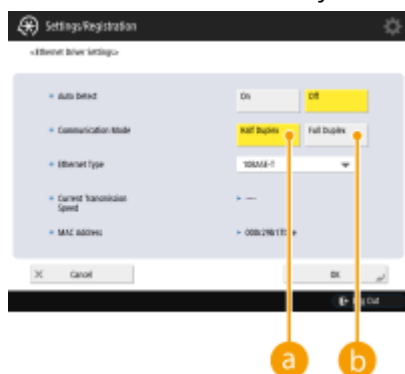 Settings/Registration
<Ethernet Driver Settings>
Auto Detect
On
Off
Communication Mode
Half Duplex
Full Duplex
Ethernet Type
10BASE-T
Current Transmission
Speed
----
MAC Address
Cancel
OK
Log Out
a
b